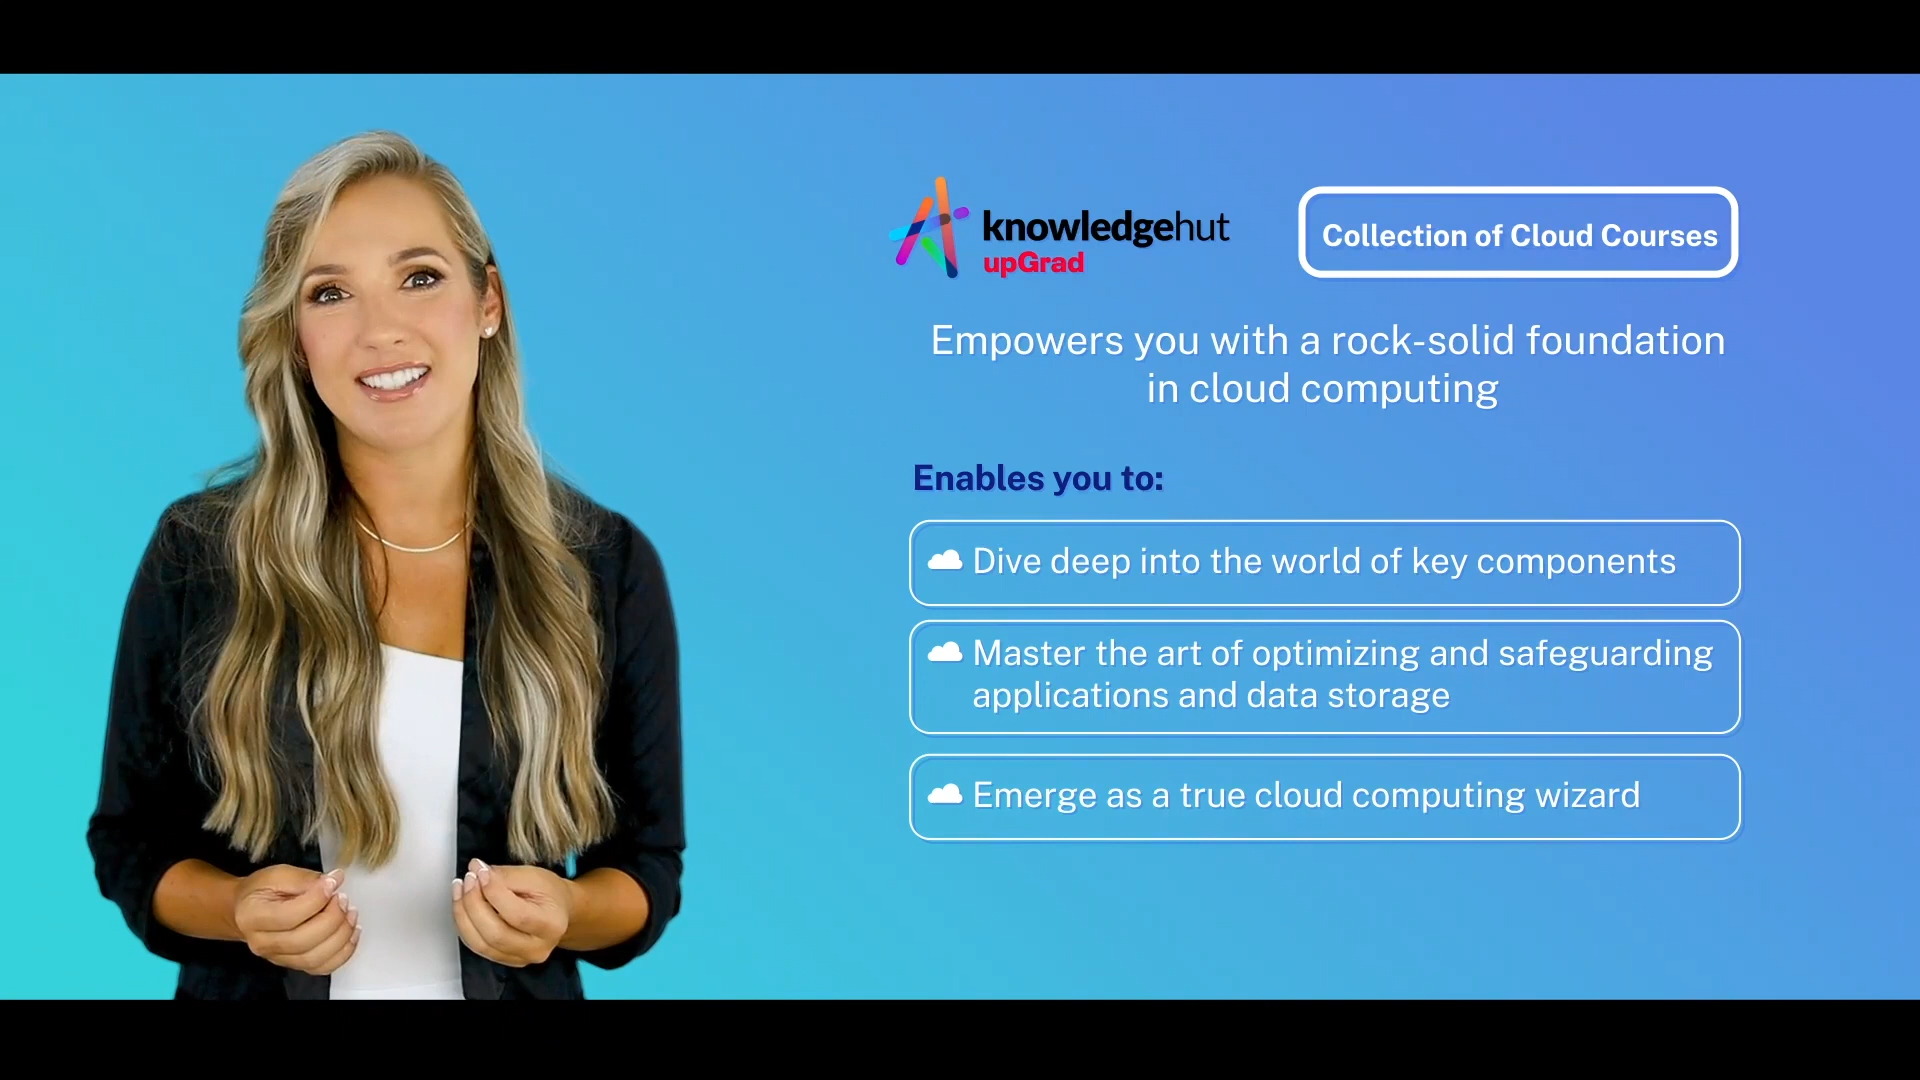 knowledgehut
upGrad
Collection of Cloud Courses
Empowers you with a rock-solid foundation
in cloud computing
Enables you to:
Dive deep into the world of key components
Master the art of optimizing and safeguarding
applications and data storage
Emerge as a true cloud computing wizard